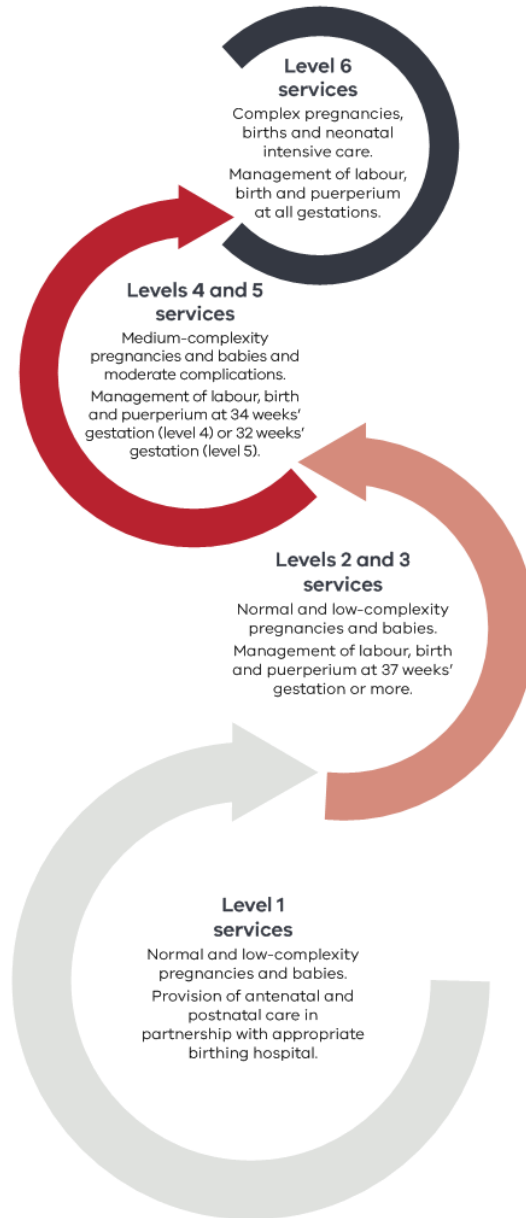 Level 6
services
Complex pregnancies,
births and neonatal
intensive care.
Management of labour,
birth and puerperium
at all gestations.
Levels 4 and 5
services
Medium-complexity
pregnancies and babies and
moderate complications.
Management of labour, birth
and puerperium at 34 weeks’
gestation (level 4) or 32 weeks’
gestation (level 5).
Levels 2 and 3
services
Normal and low-complexity
pregnancies and babies.
Management of labour, birth
and puerperium at 37 weeks’
gestation or more.
Level 1
services
Normal and low-complexity
pregnancies and babies.
Provision of antenatal and
postnatal care in
partnership with appropriate
birthing hospital.